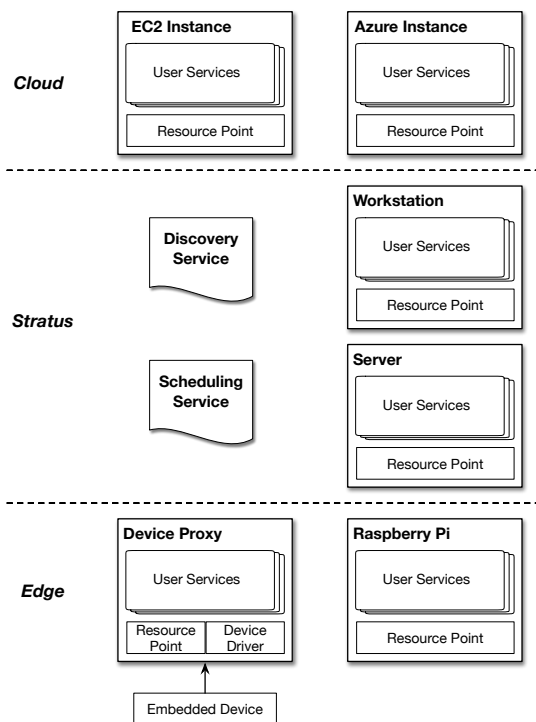 EC2 Instance
User Services
Resource Point
Azure Instance
User Services
Resource Point
Cloud
Discovery
Service
Workstation
User Services
Resource Point
Stratus
Scheduling
Service
Server
User Services
Resource Point
Device Proxy
User Services
Resource
Point
Device
Driver
Raspberry Pi
User Services
Resource Point
Edge
Embedded Device